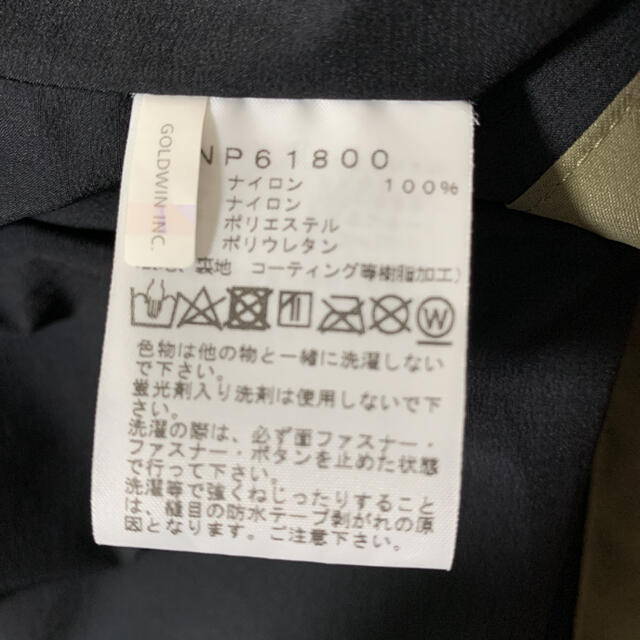 GOLDWIN INC.
NP61800
ナイロン 100%
ナイロン
ポリエステル
ポリウレタン
裏地 コーティング等樹脂加工)
W
色物は他の物と一緒に洗濯しない
で下さい。
蛍光剤入り洗剤は使用しないで下
さい。
洗濯の際は、必ず面ファスナー・
ファスナー・ボタンを止めた状態
で行って下さい。
洗濯等で強くねじったりすること
は、縫目の防水テープ剥がれの原
因となります。ご注意下さい。